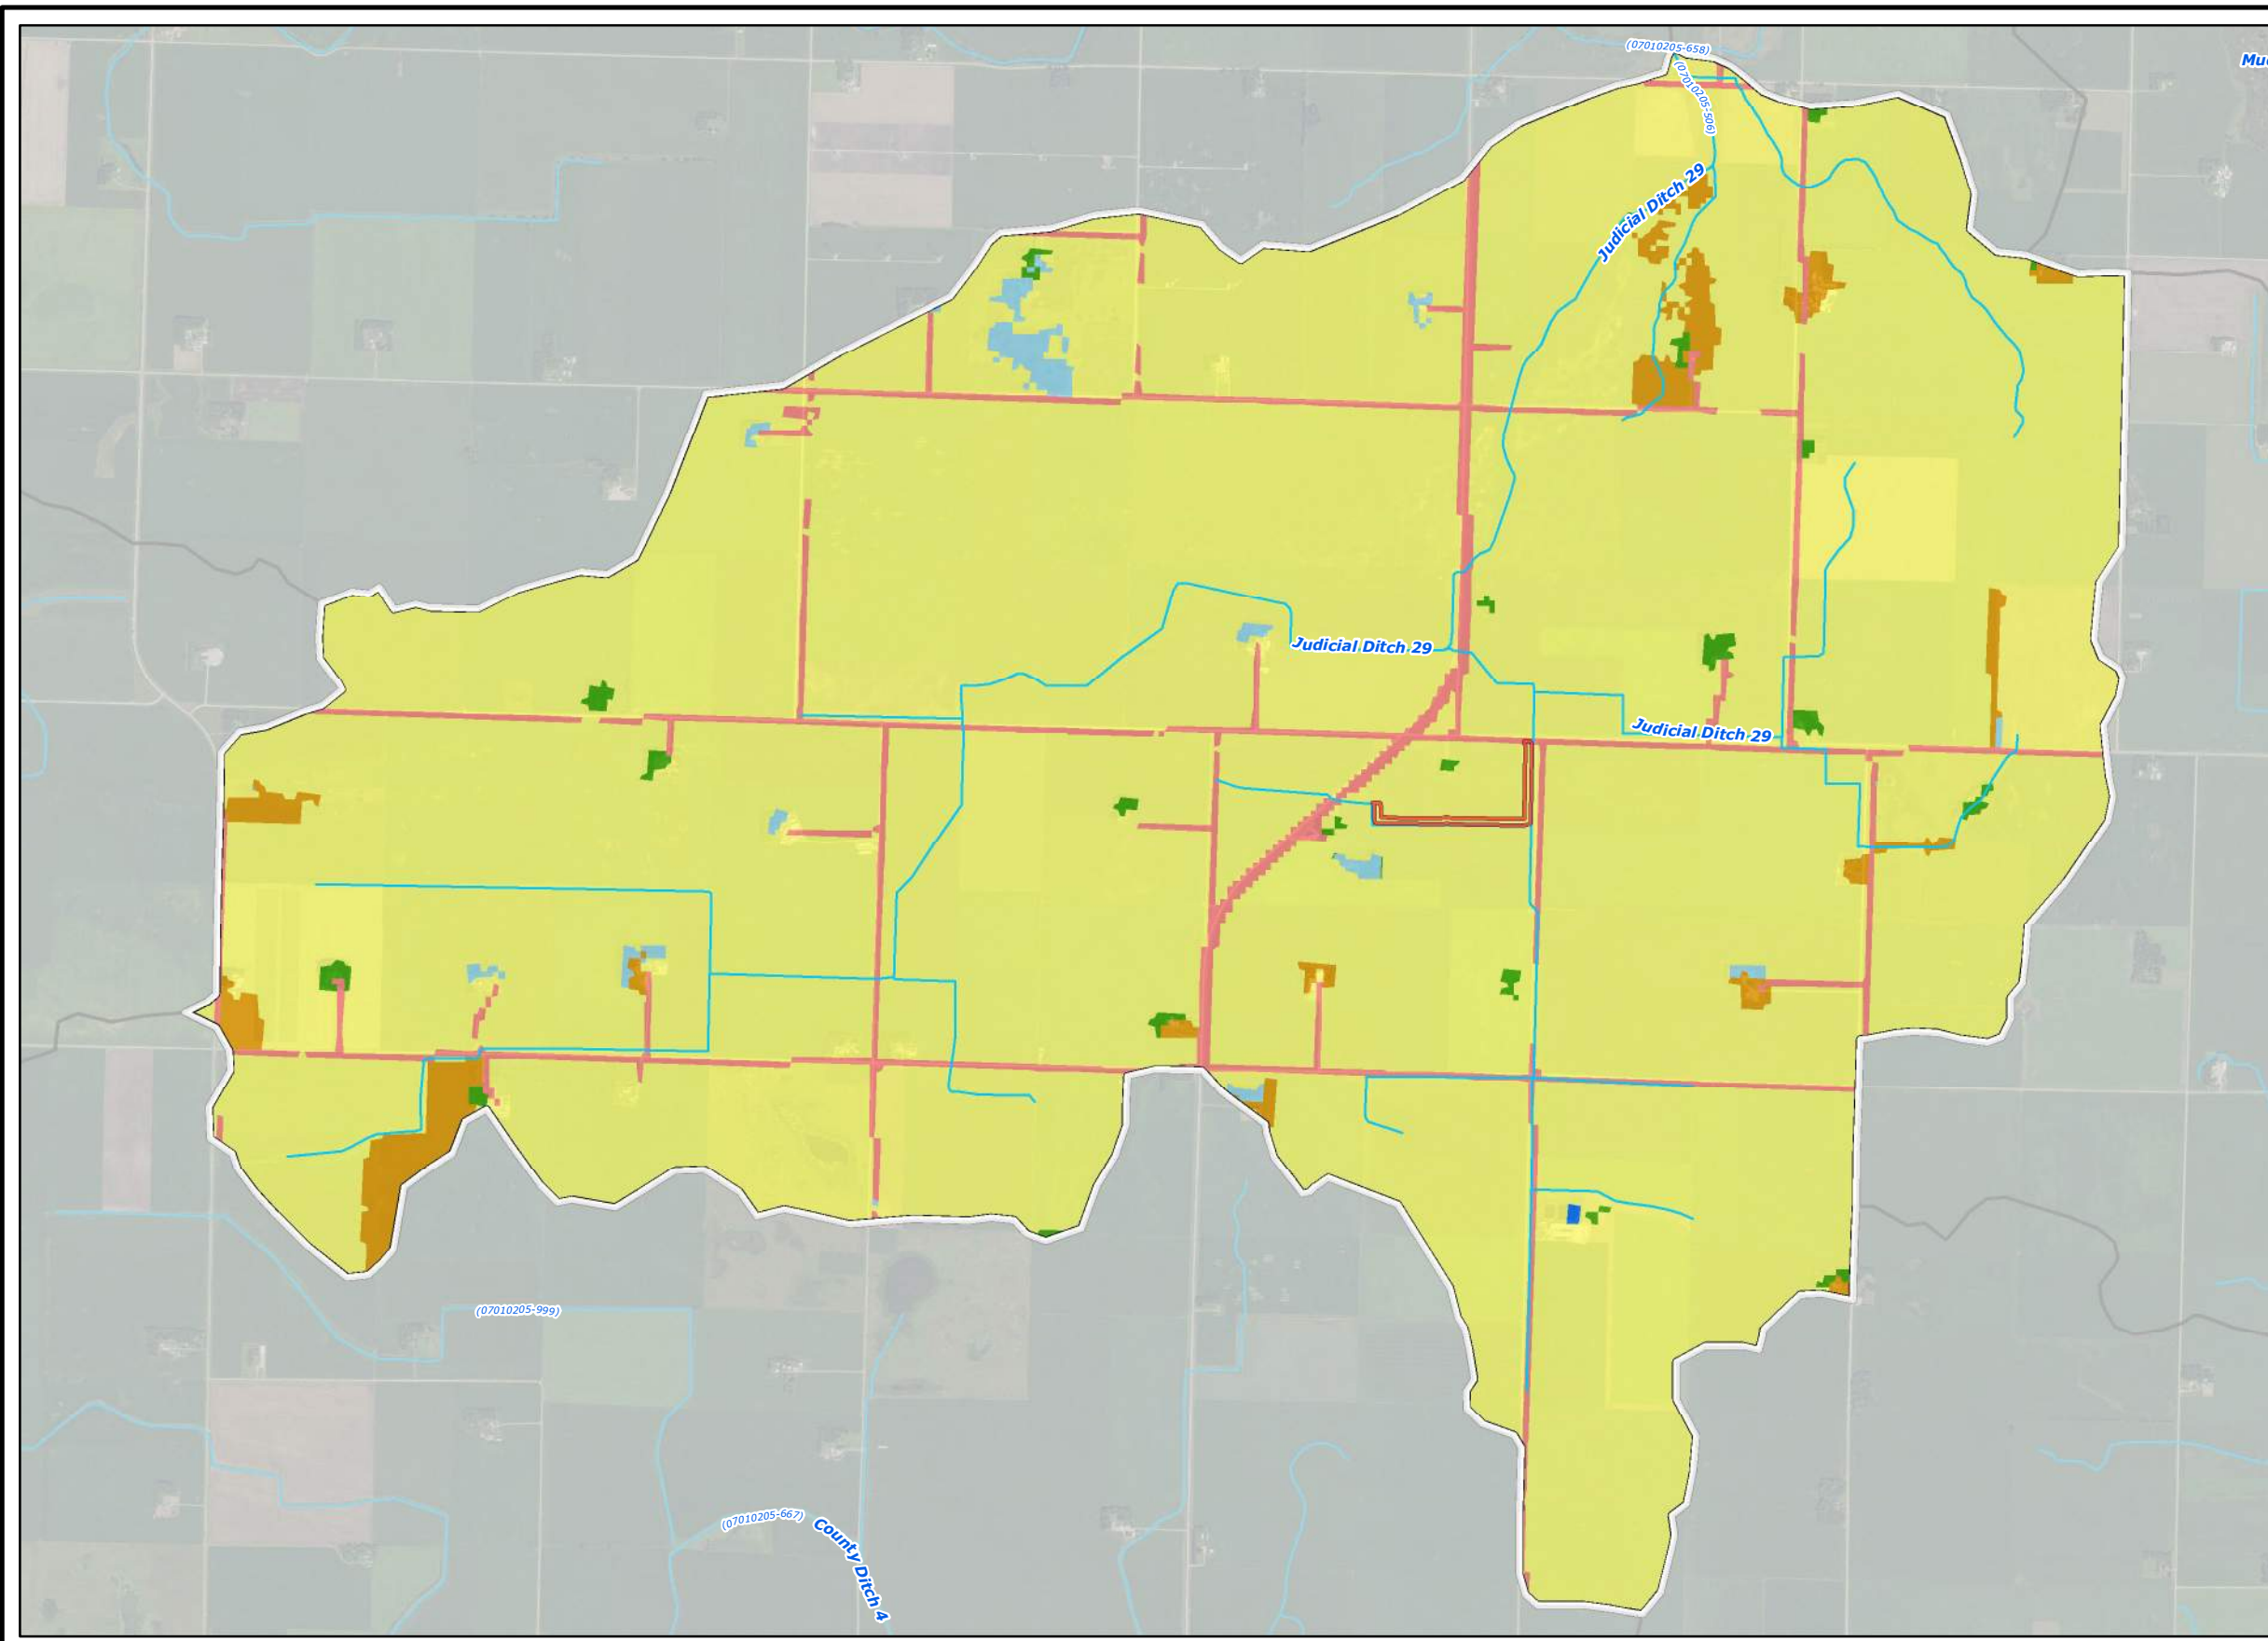 (07010205-658)
(07010205-506)
Judicial Ditch 29
Judicial Ditch 29
Judicial Ditch 29
(07010205-999)
(07010205-667)
County Ditch 4